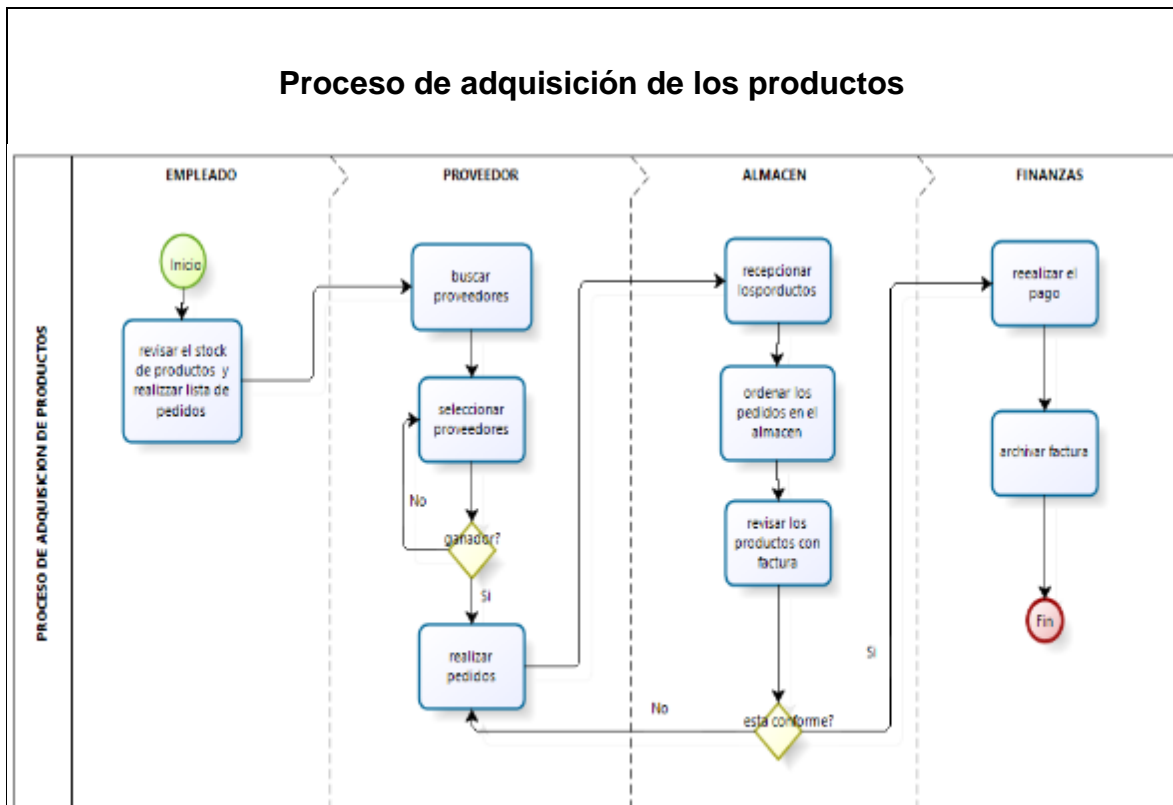 Proceso de adquisición de los productos
PROCESO DE ADQUISICION DE PRODUCTOS
EMPLEADO
Inicio
revisar el stock
de productos y
realizzar lista de
pedidos
PROVEEDOR
buscar
proveedores
seleccionar
proveedores
No
ganador?
Si
realizar
pedidos
ALMACEN
recepcionar
losporductos
ordenar los
pedidos en el
almacen
revisar los
productos con
factura
No
esta conforme?
Si
FINANZAS
reealizar el
pago
archivar factura
Fin